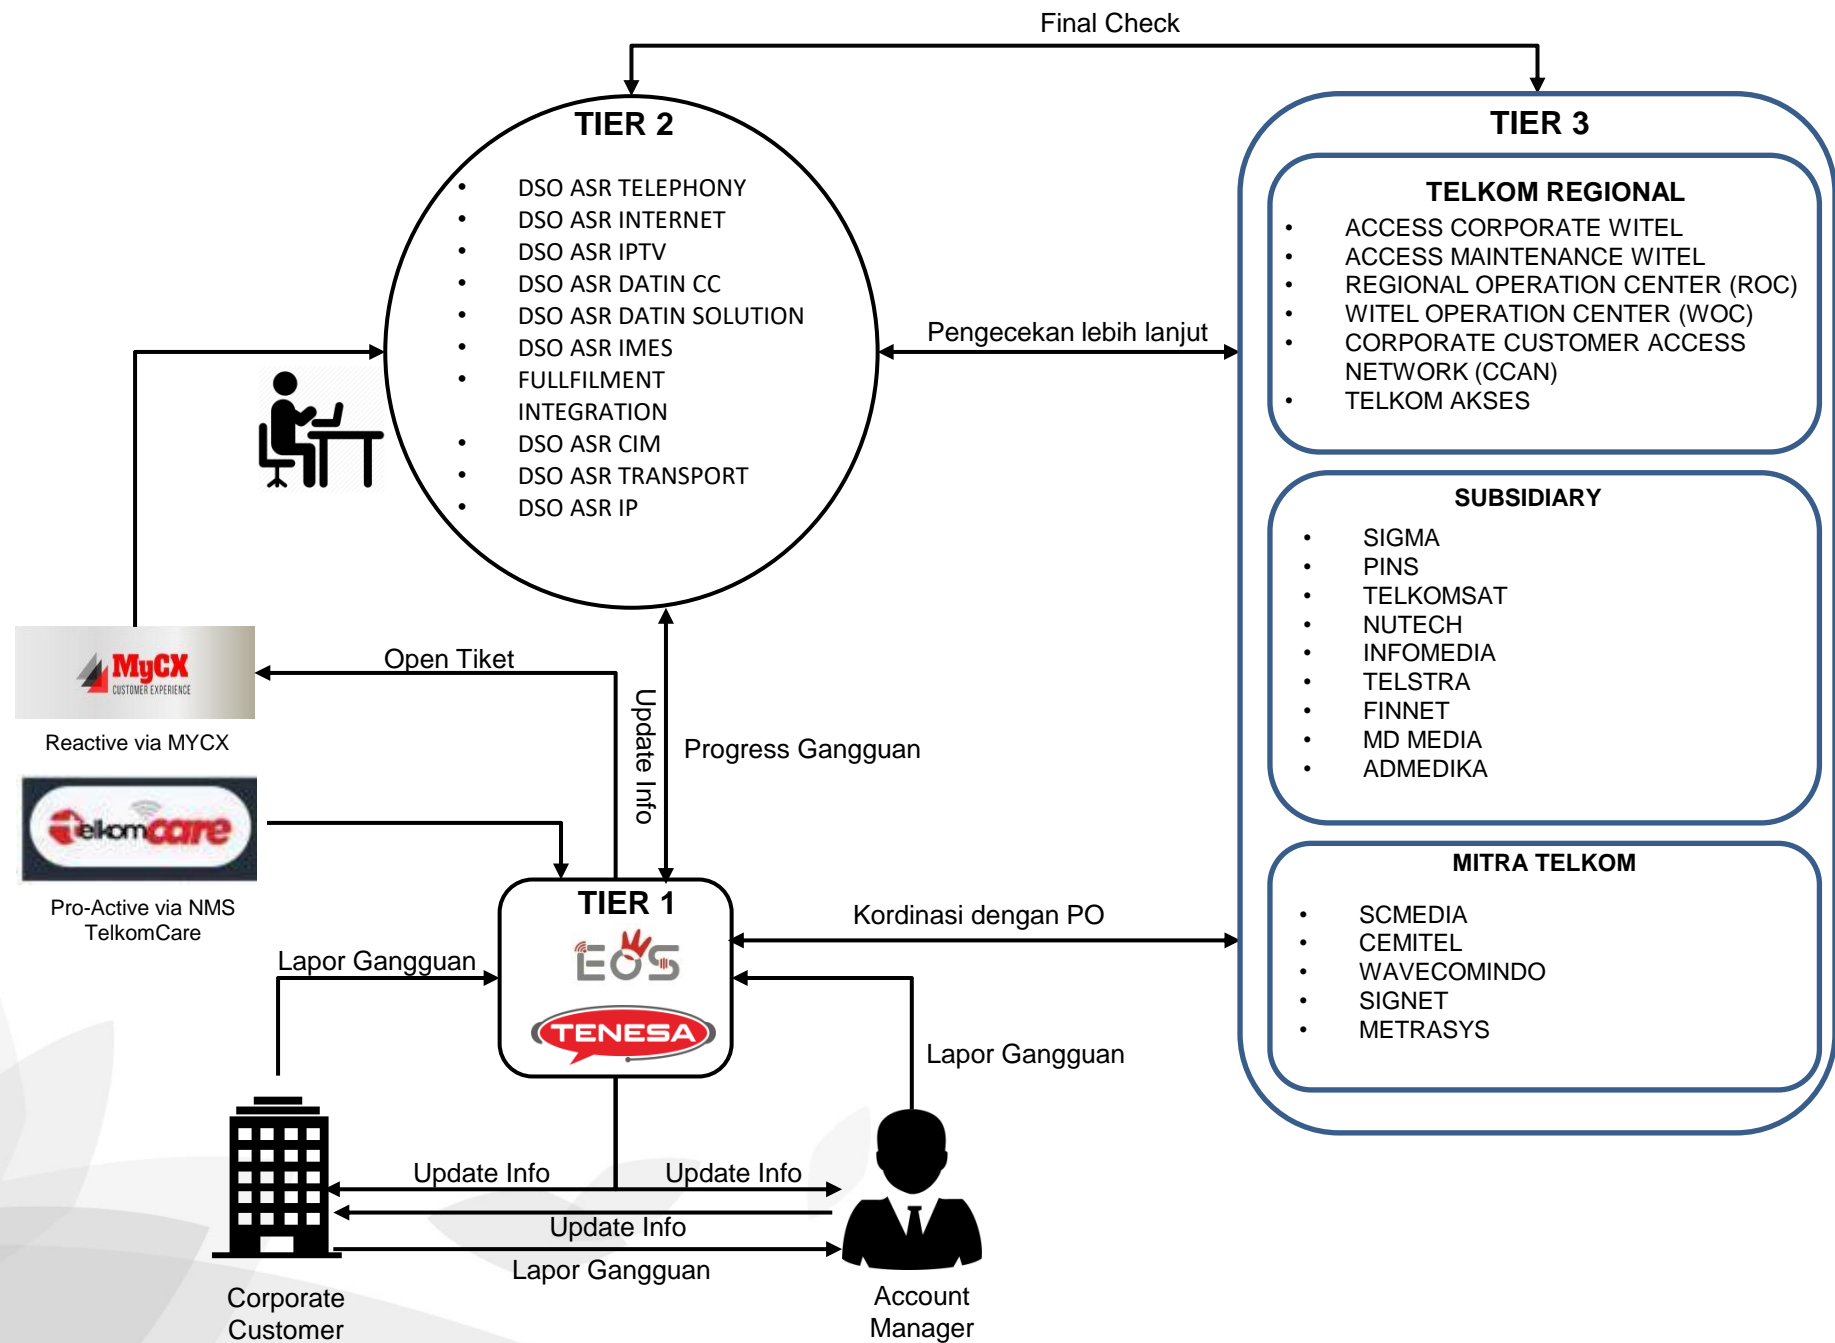 Final Check
TIER 2
• DSO ASR TELEPHONY
• DSO ASR INTERNET
• DSO ASR IPTV
• DSO ASR DATIN CC
• DSO ASR DATIN SOLUTION
• DSO ASR IMES
• FULLFILMENT
INTEGRATION
• DSO ASR CIM
• DSO ASR TRANSPORT
• DSO ASR IP
Pengecekan lebih lanjut
TIER 3
TELKOM REGIONAL
• ACCESS CORPORATE WITEL
• ACCESS MAINTENANCE WITEL
• REGIONAL OPERATION CENTER (ROC)
• WITEL OPERATION CENTER (WOC)
• CORPORATE CUSTOMER ACCESS
NETWORK (CCAN)
• TELKOM AKSES
SUBSIDIARY
• SIGMA
• PINS
• TELKOMSAT
• NUTECH
• INFOMEDIA
• TELSTRA
• FINNET
• MD MEDIA
• ADMEDIKA
MITRA TELKOM
• SCMEDIA
• CEMITEL
• WAVECOMINDO
• SIGNET
• METRASYS
MyCX
CUSTOMER EXPERIENCE
Reactive via MYCX
Open Tiket
Update Info
Progress Gangguan
Telkomcare
Pro-Active via NMS
TelkomCare
TIER 1
EOS
TENESA
Kordinasi dengan PO
Lapor Gangguan
Lapor Gangguan
Update Info
Update Info
Update Info
Lapor Gangguan
Corporate
Customer
Account
Manager